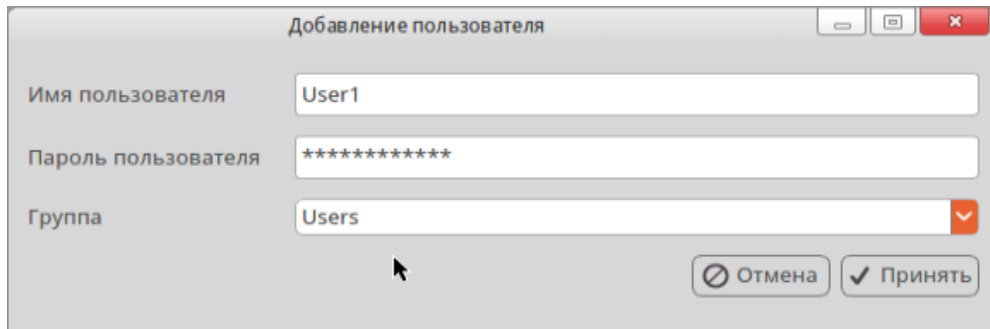 Добавление пользователя
Имя пользователя User1
Пароль пользователя ************
Группа Users
Отмена Принять